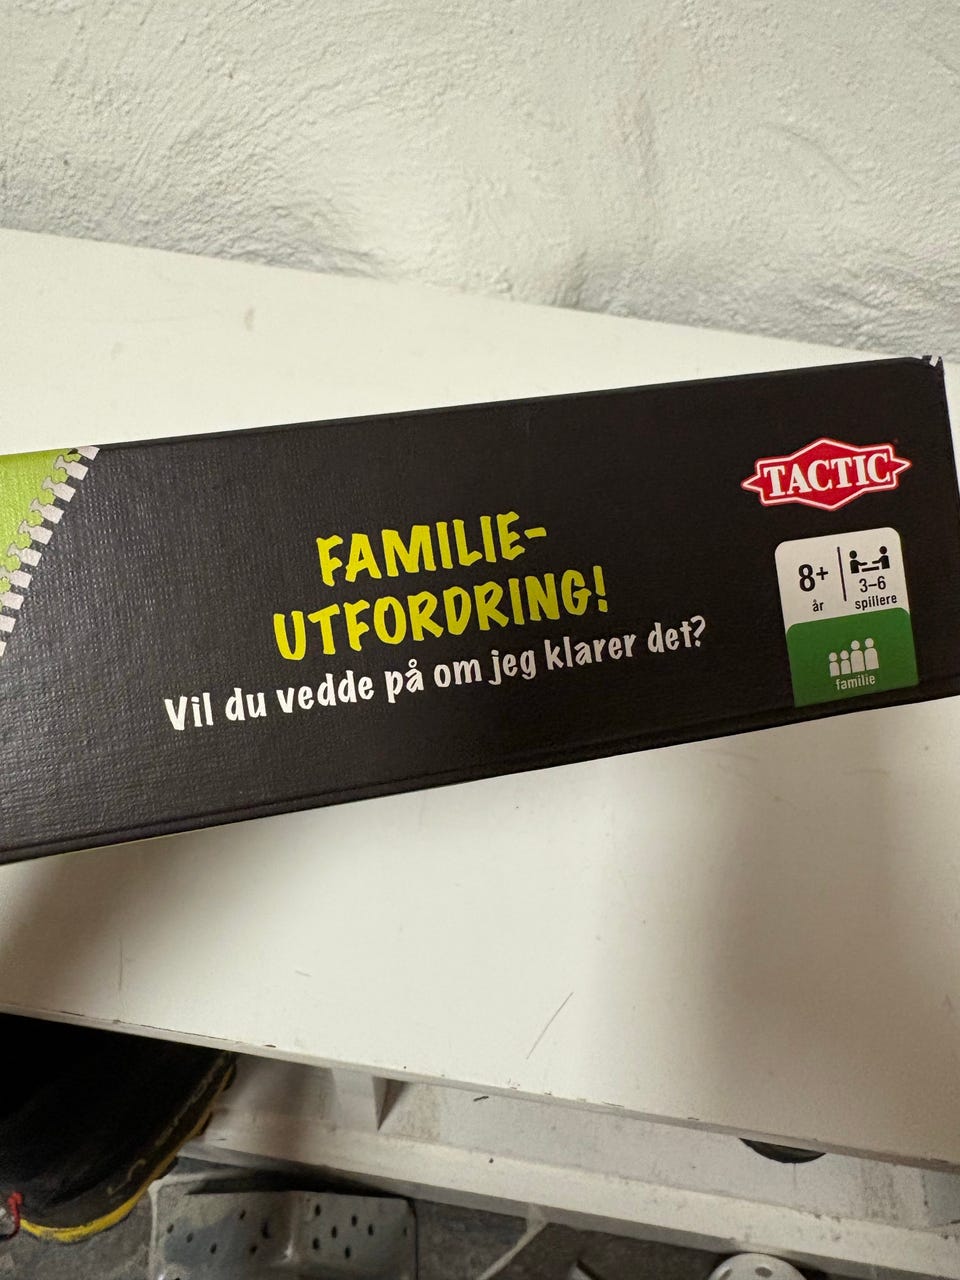 TACTIC
FAMILIE-
UTFORDRING!
Vil du vedde på om jeg klarer det?
8+
år
3-6
spillere
familie